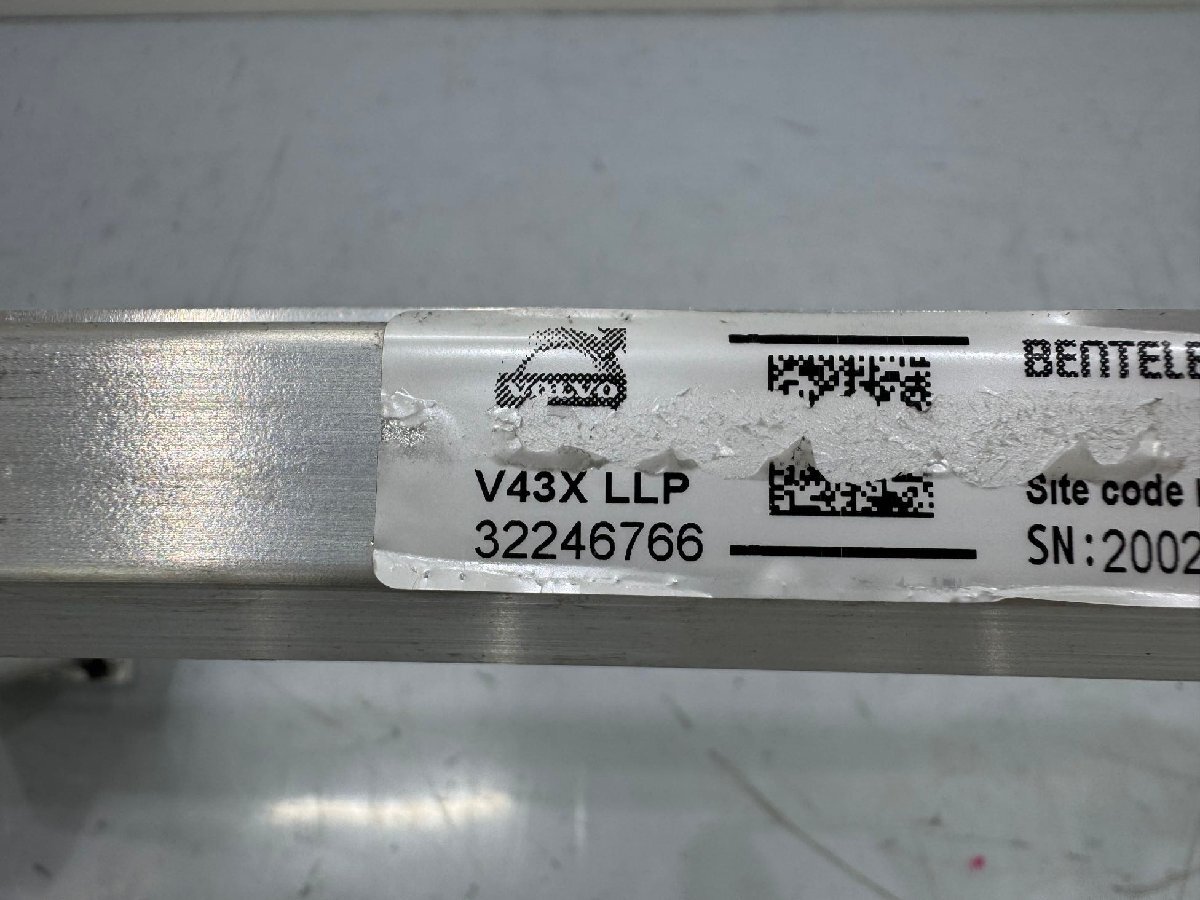 VOLVO
V43X LLP
32246766
BENTELE
Site code
SN:2002